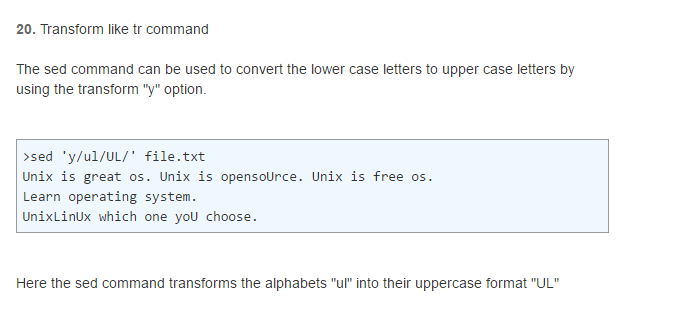 20. Transform like tr command
The sed command can be used to convert the lower case letters to upper case letters by
using the transform "y" option.
>sed 'y/ul/UL/' file.txt
Unix is great os. Unix is opensoUrce. Unix is free os.
Learn operating system.
UnixLinUx which one yoU choose.
Here the sed command transforms the alphabets "ul" into their uppercase format "UL"